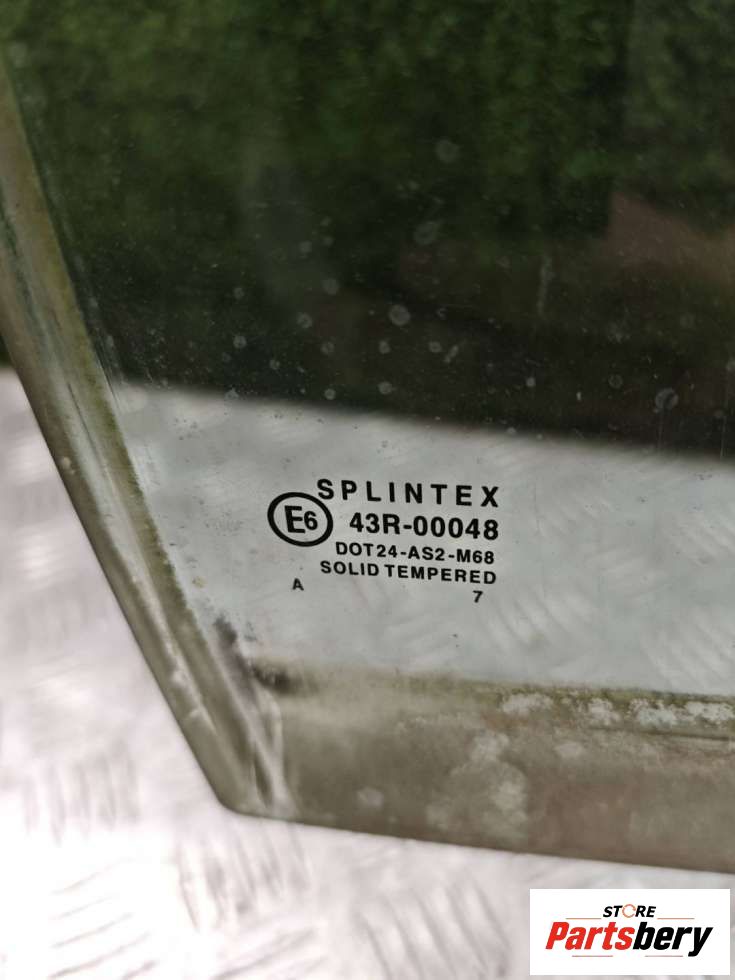 SPLINTEX
E6 43R-00048
DOT24-AS2-M68
SOLID TEMPERED
A 7
STORE
Partsbery